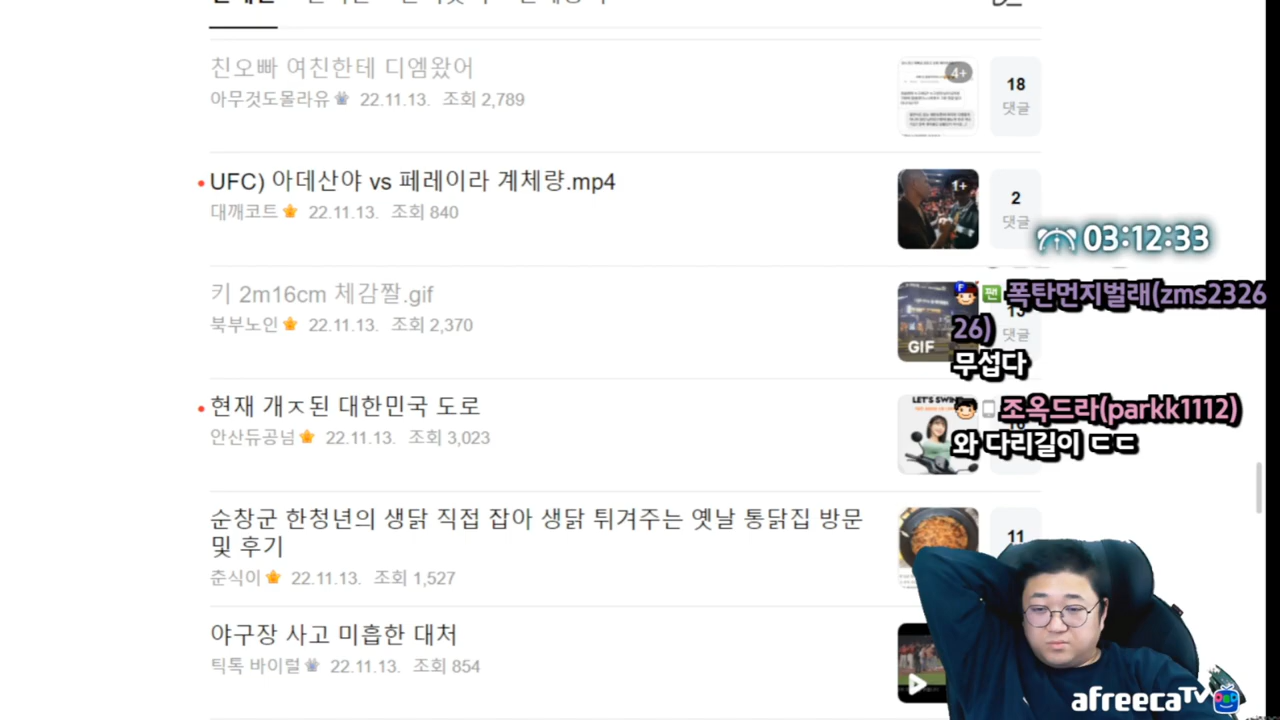 친오빠 여친한테 디엠왔어
4+
18
아무것도몰라유 22.11.13. 조회 2,789
댓글
UFC) 아데산야 vs 페레이라 계체량.mp4
1+
2
대깨코트 22.11.13. 조회 840
댓글
03:12:33
키 2m16cm 체감짤.gif
F 팬 폭탄먼지벌래(zms2326
26)
북부노인 22.11.13. 조회 2,370
댓글
GIF
무섭다
현재 개ㅈ된 대한민국 도로
LET'S SWING
조옥드라(parkk1112)
안산듀공넘 22.11.13. 조회 3,023
와 다리길이 ㄷㄷ
순창군 한청년의 생닭 직접 잡아 생닭 튀겨주는 옛날 통닭집 방문
및 후기
11
춘식이 22.11.13. 조회 1,527
야구장 사고 미흡한 대처
틱톡 바이럴 22.11.13. 조회 854
afreecaTV